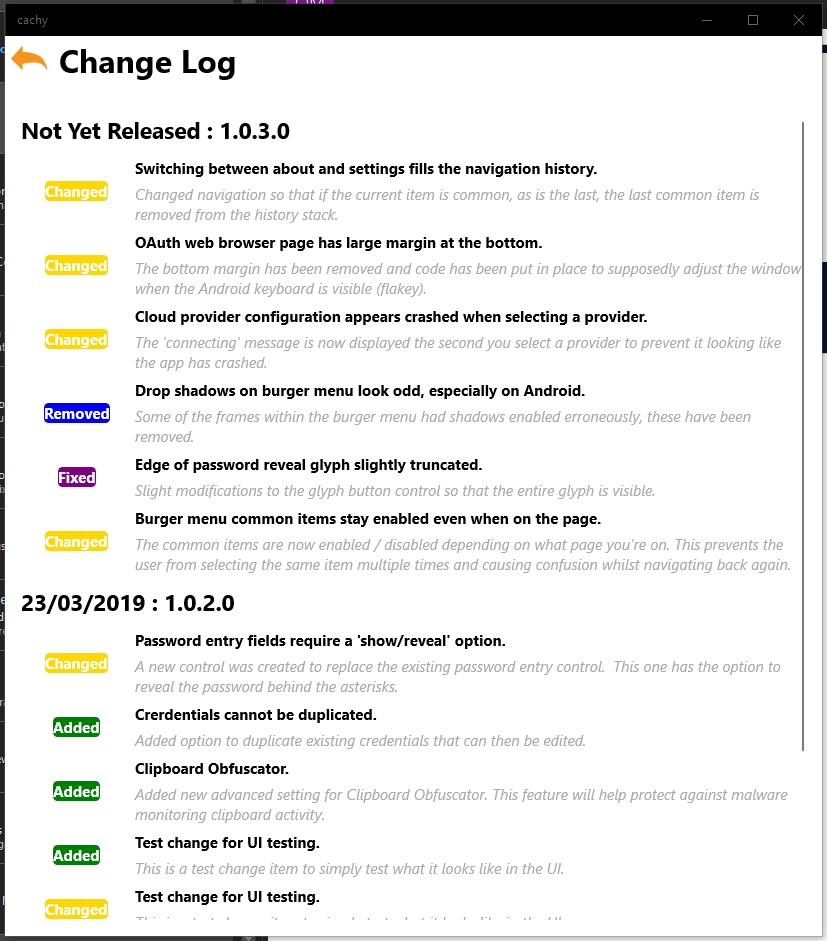 cachy
Change Log
Not Yet Released : 1.0.3.0
Switching between about and settings fills the navigation history.
Changed
Changed navigation so that if the current item is common, as is the last, the last common item is
removed from the history stack.
OAuth web browser page has large margin at the bottom.
Changed
The bottom margin has been removed and code has been put in place to supposedly adjust the window
when the Android keyboard is visible (flakey).
Cloud provider configuration appears crashed when selecting a provider.
Changed
The 'connecting' message is now displayed the second you select a provider to prevent it looking like
the app has crashed.
Drop shadows on burger menu look odd, especially on Android.
Removed
Some of the frames within the burger menu had shadows enabled erroneously, these have been
removed.
Edge of password reveal glyph slightly truncated.
Fixed
Slight modifications to the glyph button control so that the entire glyph is visible.
Burger menu common items stay enabled even when on the page.
Changed
The common items are now enabled / disabled depending on what page you're on. This prevents the
user from selecting the same item multiple times and causing confusion whilst navigating back again.
23/03/2019 : 1.0.2.0
Password entry fields require a 'show/reveal' option.
Changed
A new control was created to replace the existing password entry control.  This one has the option to
reveal the password behind the asterisks.
Crerdentials cannot be duplicated.
Added
Added option to duplicate existing credentials that can then be edited.
Clipboard Obfuscator.
Added
Added new advanced setting for Clipboard Obfuscator. This feature will help protect against malware
monitoring clipboard activity.
Test change for UI testing.
Added
This is a test change item to simply test what it looks like in the UI.
Test change for UI testing.
Changed